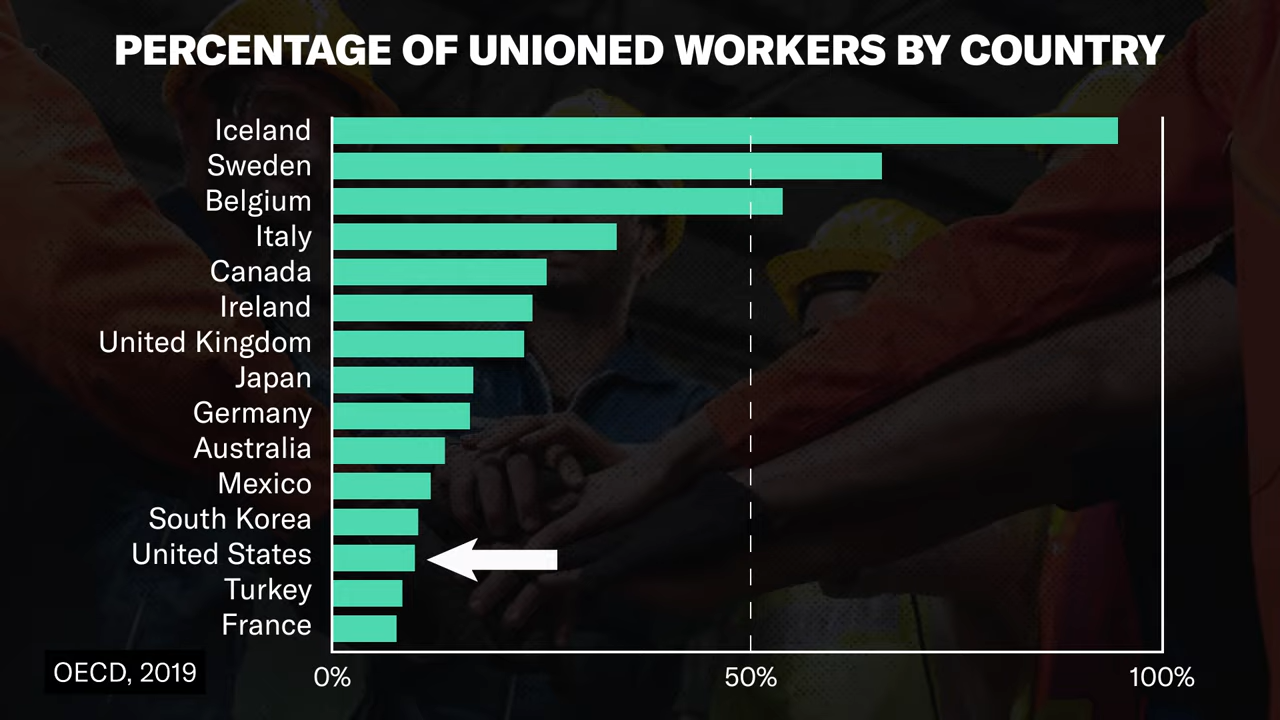 PERCENTAGE OF UNIONED WORKERS BY COUNTRY
Iceland
Sweden
Belgium
Italy
Canada
Ireland
United Kingdom
Japan
Germany
Australia
Mexico
South Korea
United States
Turkey
France
0% 50% 100%
OECD, 2019